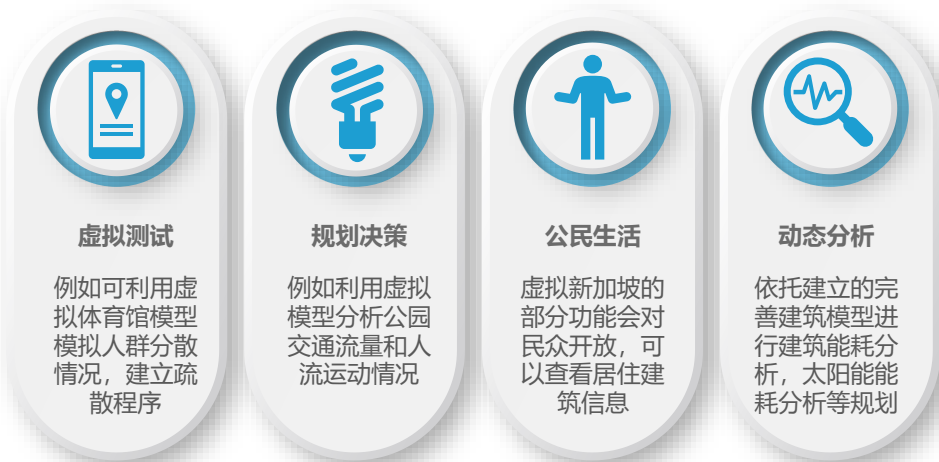 虚拟测试
例如可利用虚
拟体育馆模型
模拟人群分散
情况，建立疏
散程序
规划决策
例如利用虚拟
模型分析公园
交通流量和人
流运动情况
公民生活
虚拟新加坡的
部分功能会对
民众开放，可
以查看居住建
筑信息
动态分析
依托建立的完
善建筑模型进
行建筑能耗分
析，太阳能能
耗分析等规划